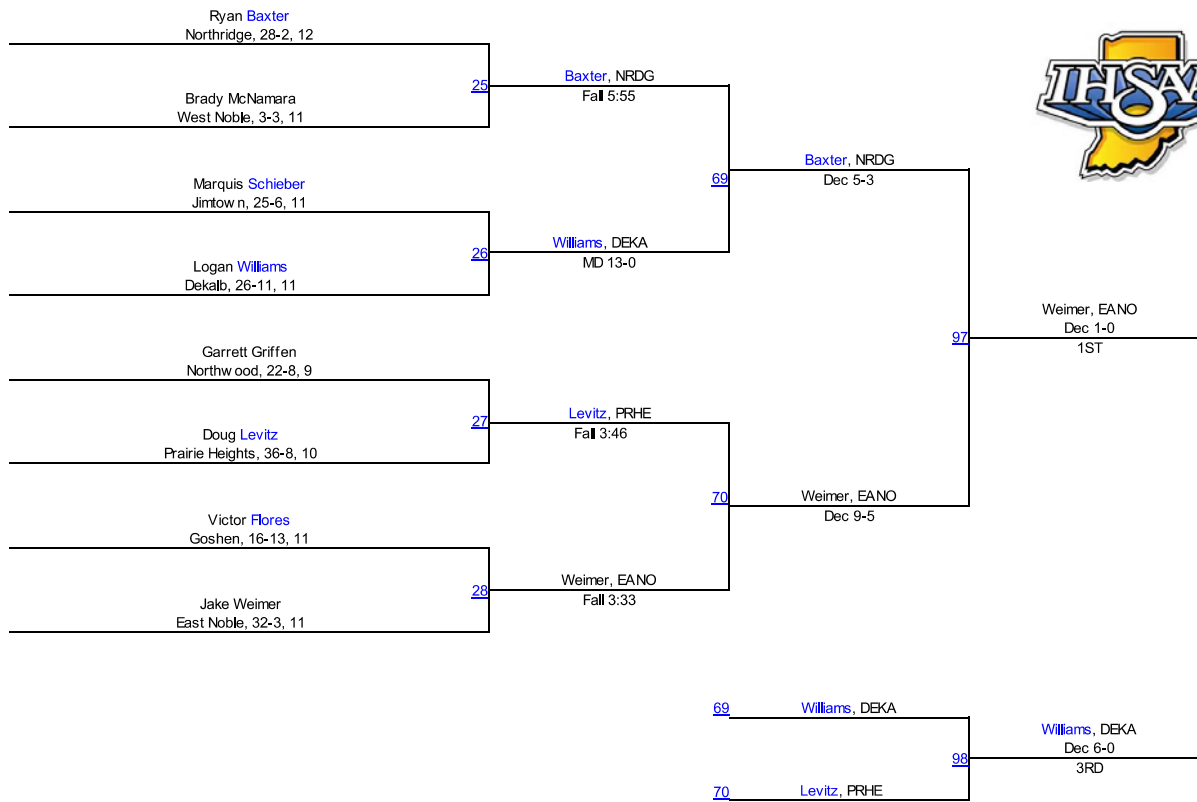 Ryan Baxter
Northridge, 28-2, 12
25
Baxter, NRDG
Fall 5:55
Brady McNamara
West Noble, 3-3, 11
IHSAA
69
Baxter, NRDG
Dec 5-3
Marquis Schieber
Jimtown, 25-6, 11
26
Williams, DEKA
MD 13-0
Logan Williams
Dekalb, 26-11, 11
97
Weimer, EANO
Dec 1-0
1ST
Garrett Griffen
Northwood, 22-8, 9
27
Levitz, PRHE
Fall 3:46
Doug Levitz
Prairie Heights, 36-8, 10
70
Weimer, EANO
Dec 9-5
Victor Flores
Goshen, 16-13, 11
28
Weimer, EANO
Fall 3:33
Jake Weimer
East Noble, 32-3, 11
69
Williams, DEKA
98
Williams, DEKA
Dec 6-0
3RD
70
Levitz, PRHE